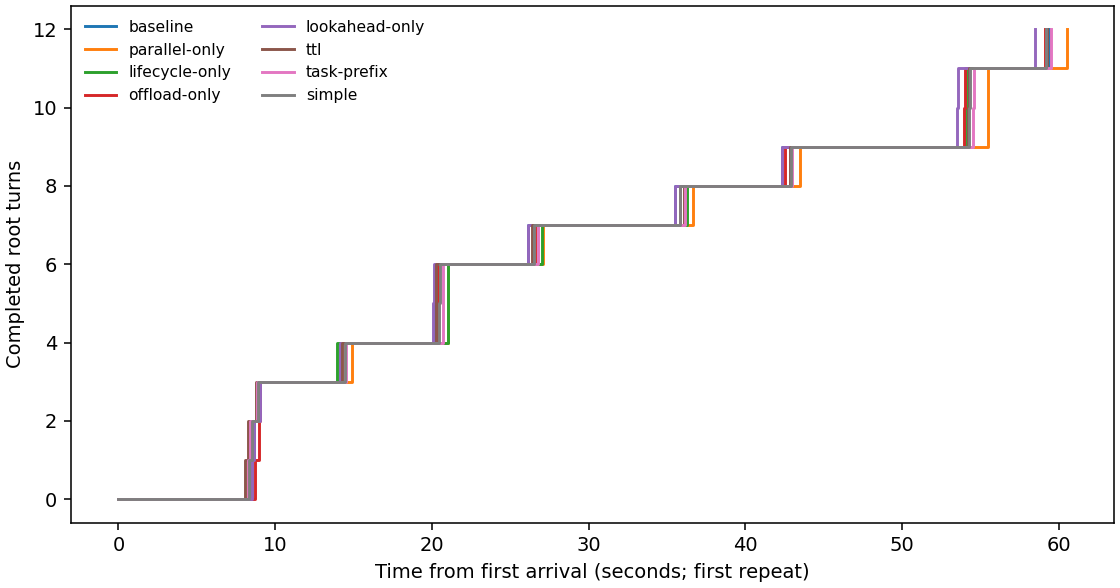 baseline
parallel-only
lifecycle-only
offload-only
lookahead-only
ttl
task-prefix
simple
12
10
8
6
4
2
0
Completed root turns
0 10 20 30 40 50 60
Time from first arrival (seconds; first repeat)